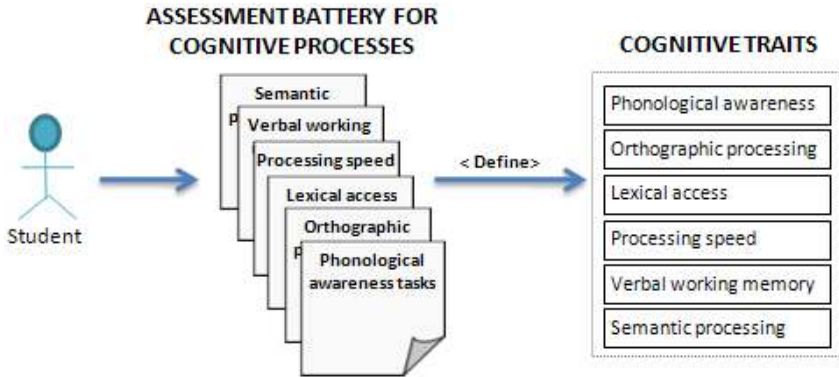 ASSESSMENT BATTERY FOR
COGNITIVE PROCESSES
Student
Semantic
p
Verbal working
Processing speed
Lexical access
Orthographic
p
Phonological
awareness tasks
< Define>
COGNITIVE TRAITS
Phonological awareness
Orthographic processing
Lexical access
Processing speed
Verbal working memory
Semantic processing